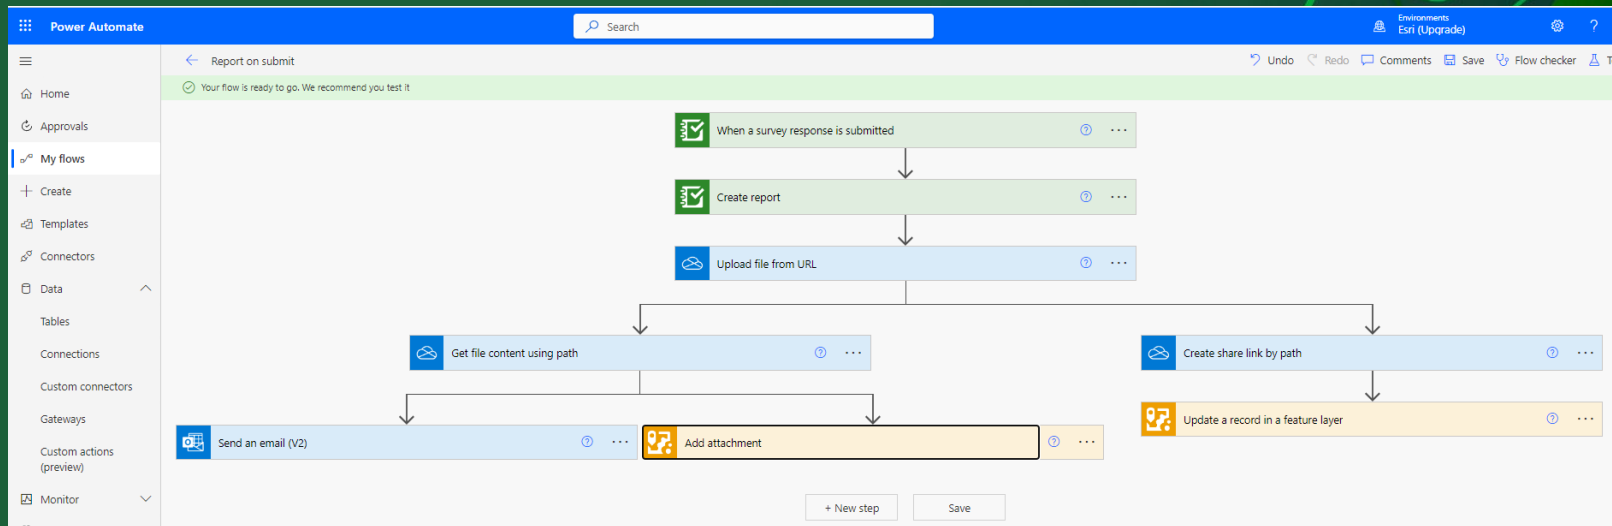 Power Automate
Search
Environments
Esri (Upgrade)
?
Report on submit
Undo
Redo
Comments
Save
Flow checker
Your flow is ready to go. We recommend you test it
Home
Approvals
My flows
Create
Templates
Connectors
Data
Tables
Connections
Custom connectors
Gateways
Custom actions
(preview)
Monitor
When a survey response is submitted
Create report
Upload file from URL
Get file content using path
Create share link by path
Update a record in a feature layer
Send an email (V2)
Add attachment
+ New step
Save